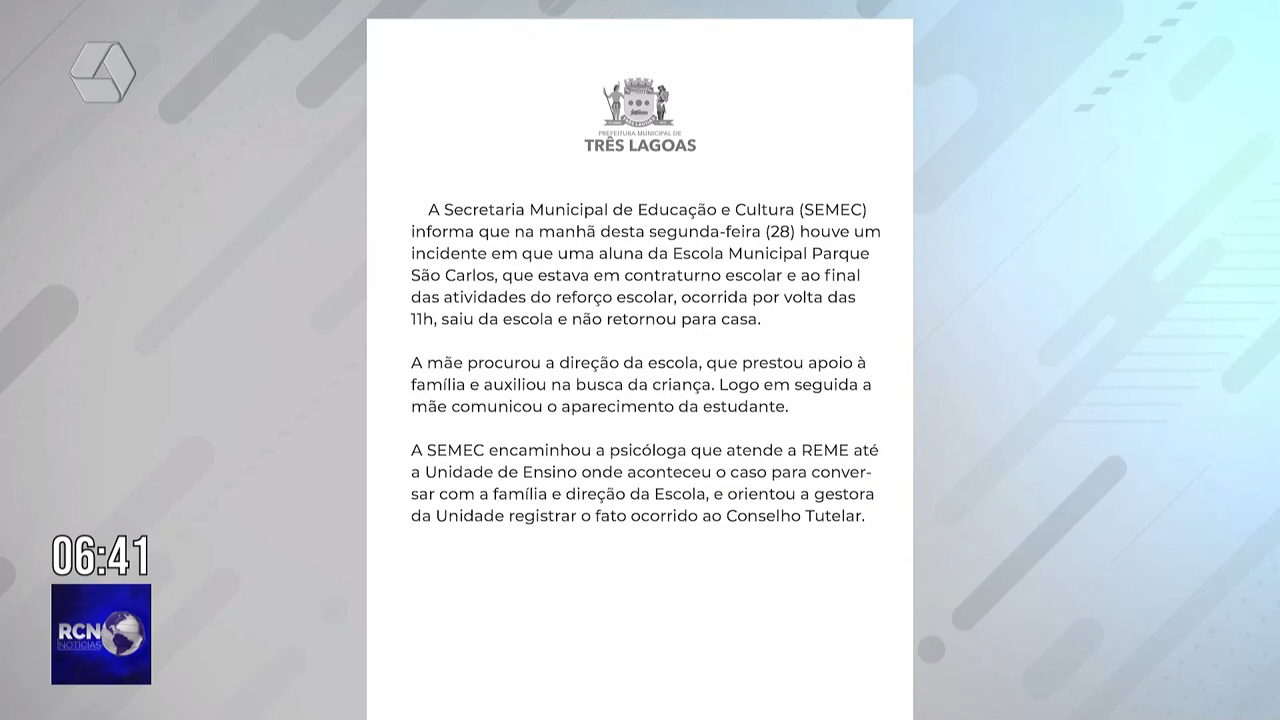 PREFEITURA MUNICIPAL DE
TRÊS LAGOAS
A Secretaria Municipal de Educação e Cultura (SEMEC)
informa que na manhã desta segunda-feira (28) houve um
incidente em que uma aluna da Escola Municipal Parque
São Carlos, que estava em contraturno escolar e ao final
das atividades do reforço escolar, ocorrida por volta das
11h, saiu da escola e não retornou para casa.
A mãe procurou a direção da escola, que prestou apoio à
família e auxiliou na busca da criança. Logo em seguida a
mãe comunicou o aparecimento da estudante.
A SEMEC encaminhou a psicóloga que atende a REME até
a Unidade de Ensino onde aconteceu o caso para conver-
sar com a família e direção da Escola, e orientou a gestora
da Unidade registrar o fato ocorrido ao Conselho Tutelar.
06:41
RCN
NOTÍCIAS